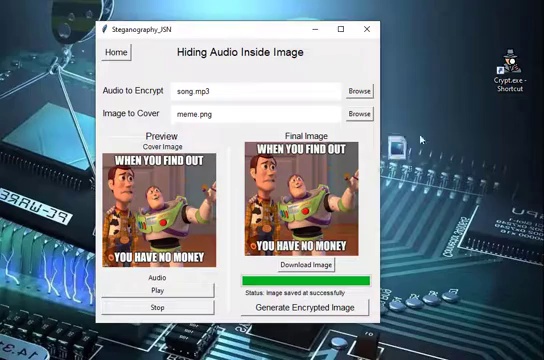 Steganography_JSN
Home
Hiding Audio Inside Image
Audio to Encrypt
song.mp3
Browse
Image to Cover
meme.png
Browse
Preview
Final Image
Cover Image
WHEN YOU FIND OUT
YOU HAVE NO MONEY
WHEN YOU FIND OUT
YOU HAVE NO MONEY
Audio
Play
Stop
Download Image
Status: Image saved at successfully
Generate Encrypted Image
Crypt.exe -
Shortcut
PC-WARE